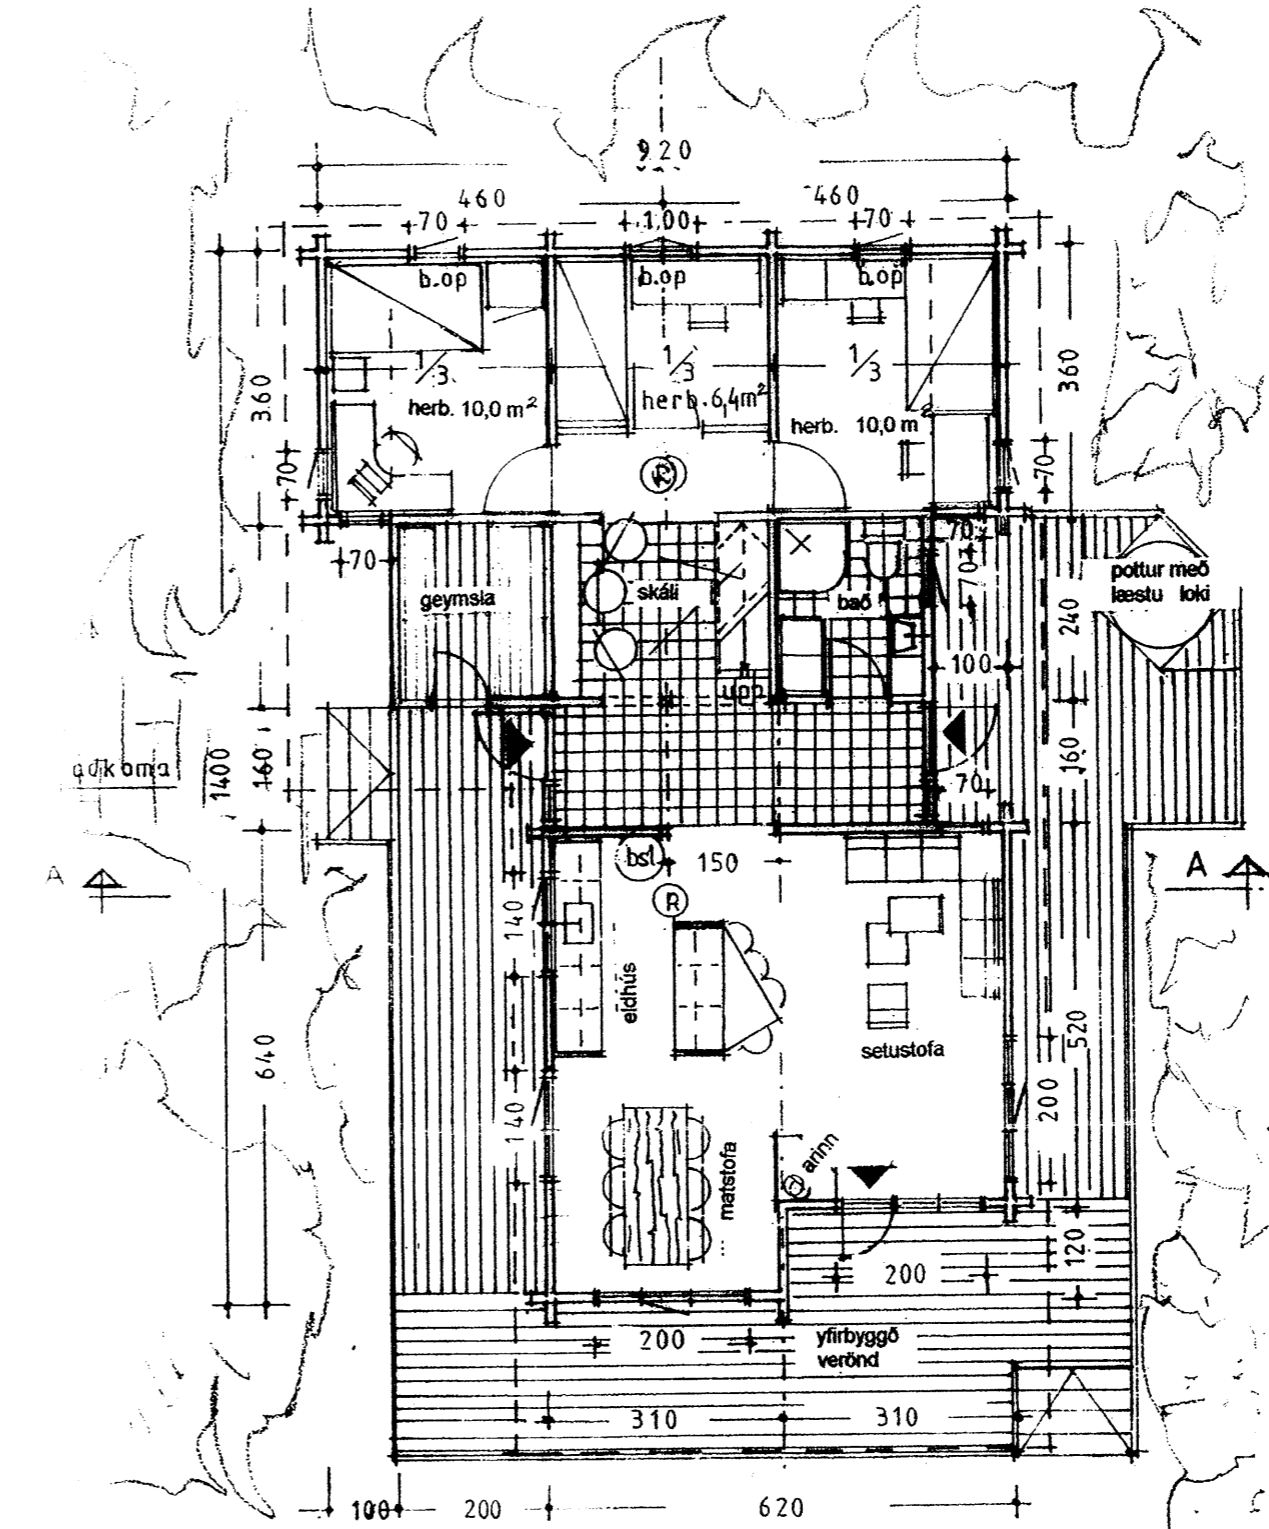 920
460
460
70
1,00
70
b.op
b.op
b.op
1/3
1/3
1/3
360
360
herb. 10,0 m²
herb. 6,4m²
herb. 10,0 m
70
70
R
70
70
70
geymsla
skáli
bað
pottur með
læstu loki
240
100
upp
aðkoma
1400
160
160
70
A
A
bsl
150
R
140
eldhús
setustofa
640
520
140
200
matstofa
arinn
120
200
200
yfirbyggð
verönd
310
310
100
200
620